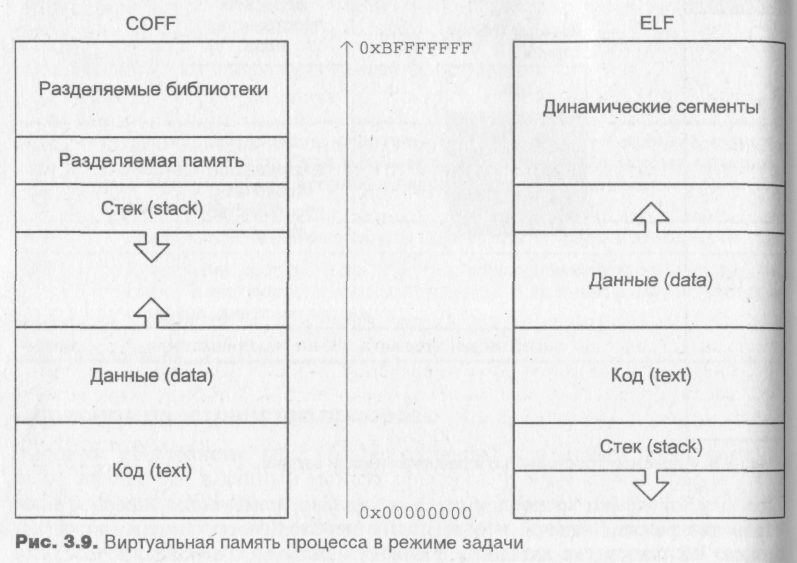 COFF
Разделяемые библиотеки
Разделяемая память
Стек (stack)
Данные (data)
Код (text)
0xBFFFFFFF
0x00000000
ELF
Динамические сегменты
Данные (data)
Код (text)
Стек (stack)
Рис. 3.9. Виртуальная память процесса в режиме задачи